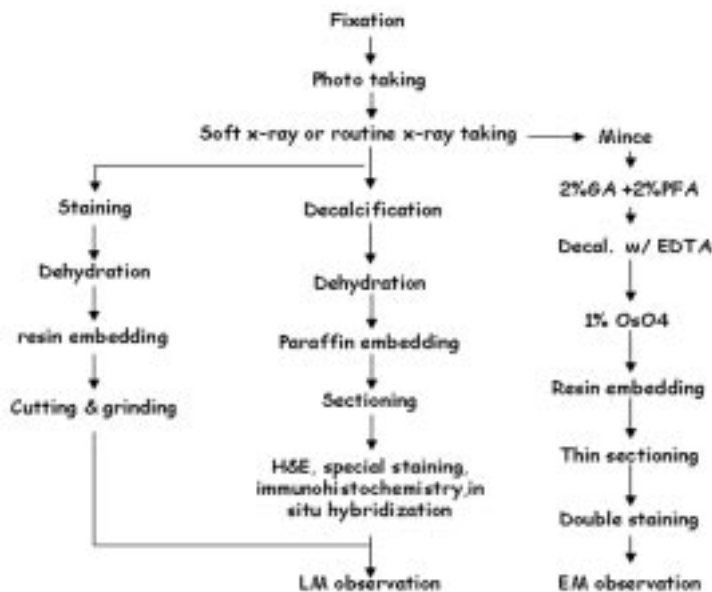 Fixation
Photo taking
Soft x-ray or routine x-ray taking
Mince
Staining
Dehydration
resin embedding
Cutting & grinding
Decalcification
Dehydration
Paraffin embedding
Sectioning
H&E, special staining,
immunohistochemistry,in
situ hybridization
LM observation
2%GA +2%PFA
Decal. w/ EDTA
1% OsO4
Resin embedding
Thin sectioning
Double staining
EM observation